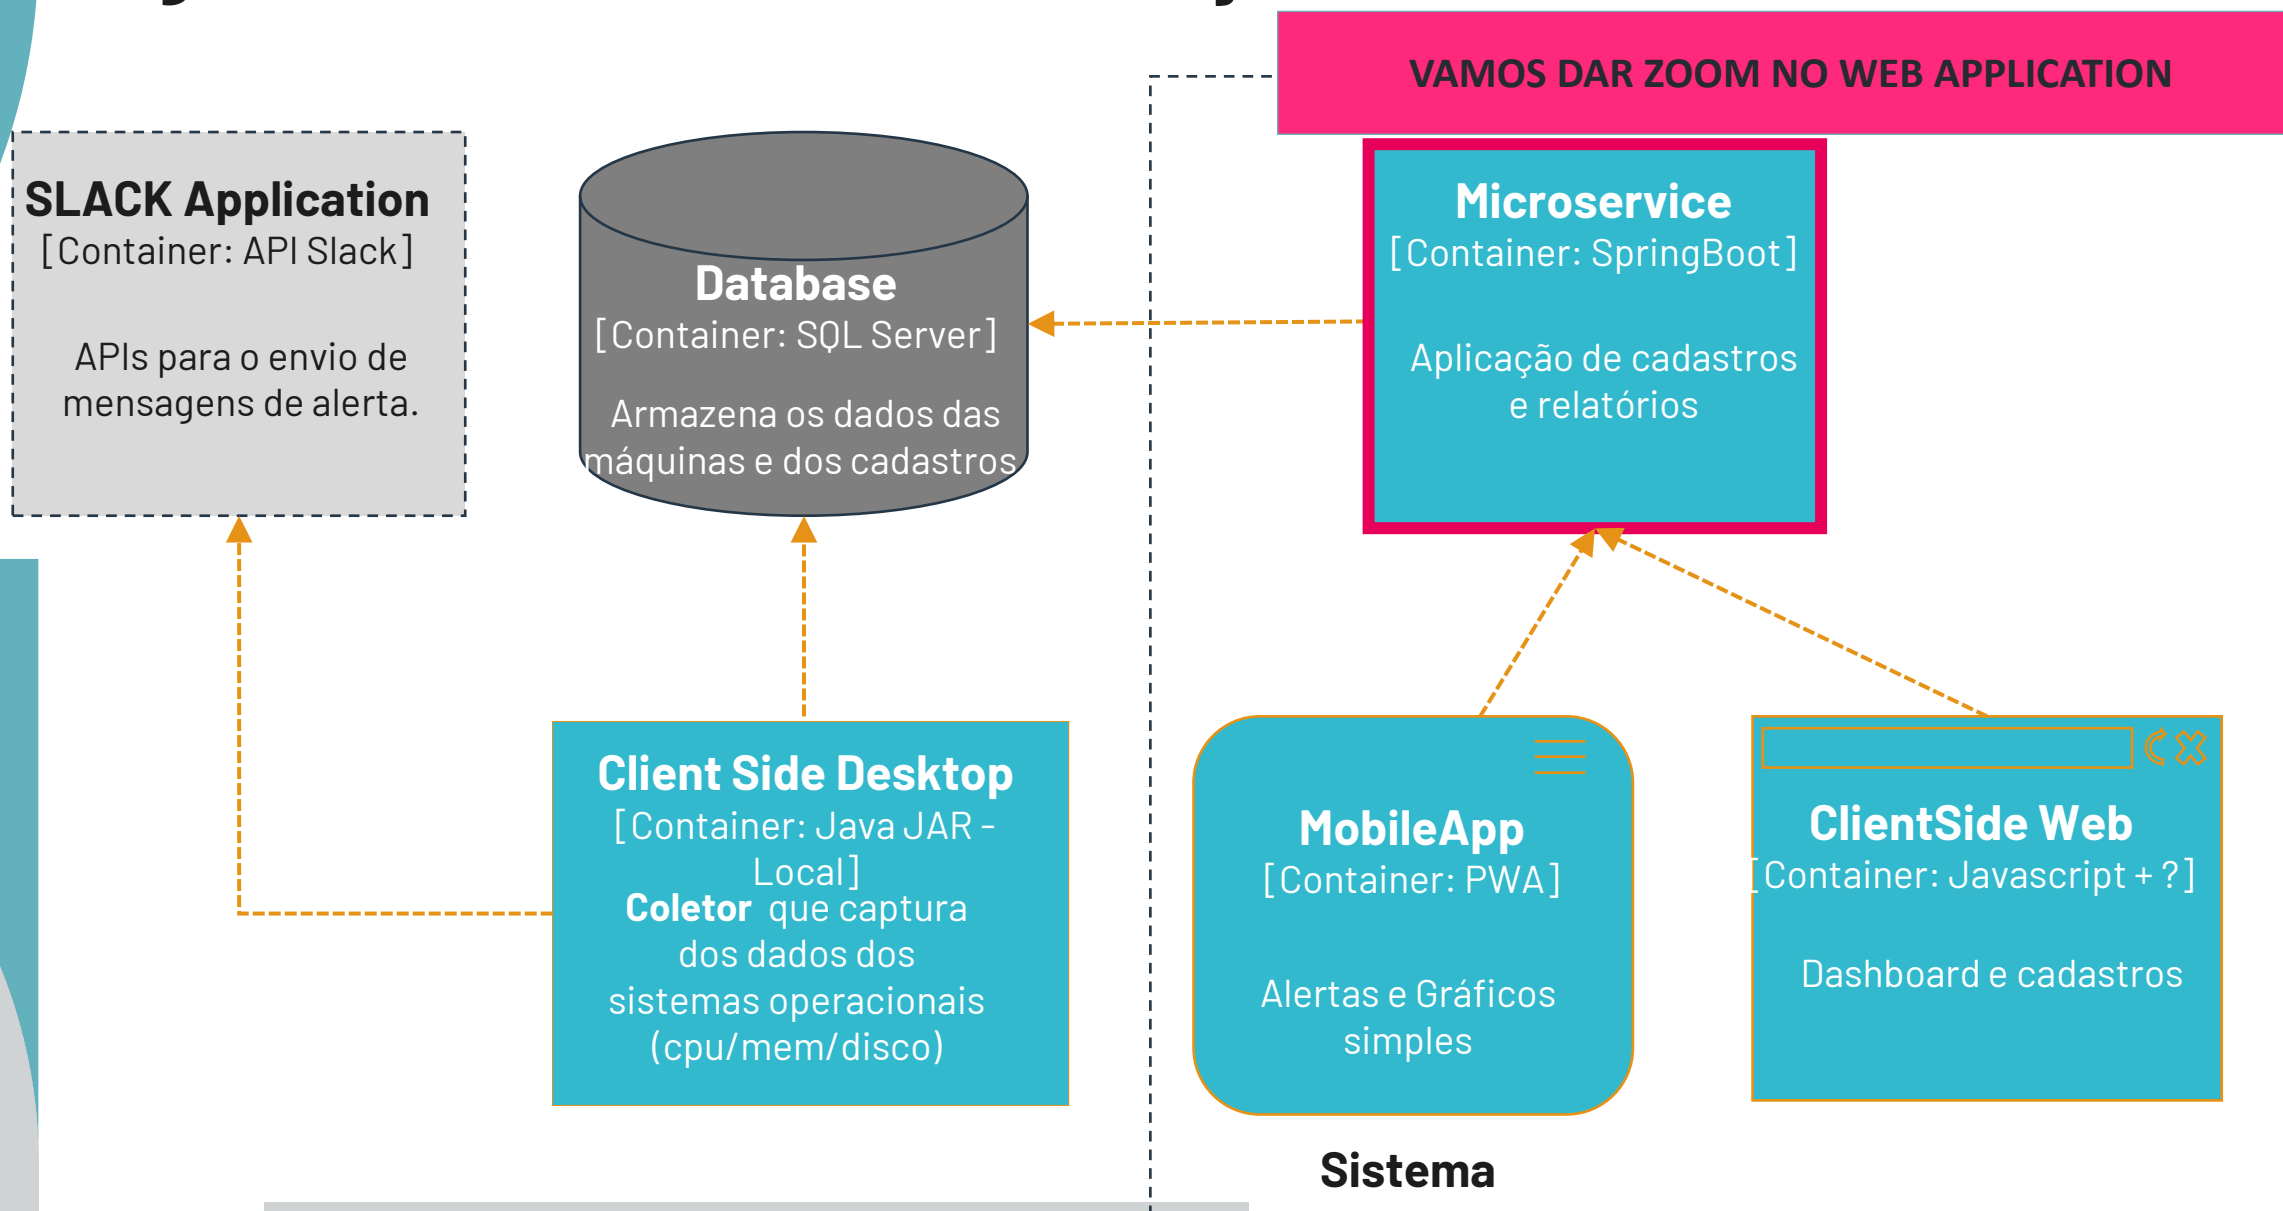 VAMOS DAR ZOOM NO WEB APPLICATION
SLACK Application
[Container: API Slack]
APIs para o envio de
mensagens de alerta.
Database
[Container: SQL Server]
Armazena os dados das
máquinas e dos cadastros
Microservice
[Container: SpringBoot]
Aplicação de cadastros
e relatórios
Client Side Desktop
[Container: Java JAR -
Local]
Coletor que captura
dos dados dos
sistemas operacionais
(cpu/mem/disco)
MobileApp
[Container: PWA]
Alertas e Gráficos
simples
ClientSide Web
[Container: Javascript + ?]
Dashboard e cadastros
Sistema